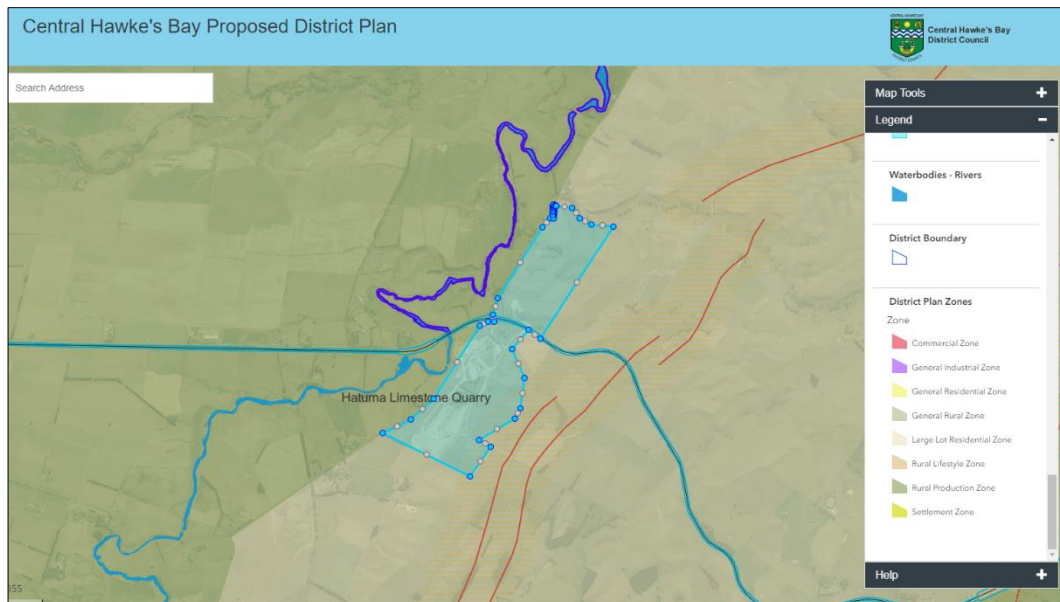 Central Hawke's Bay Proposed District Plan
Central Hawke's Bay
District Council
Search Address
Map Tools
Legend
Waterbodies - Rivers
District Boundary
District Plan Zones
Zone
Commercial Zone
General Industrial Zone
General Residential Zone
General Rural Zone
Large Lot Residential Zone
Rural Lifestyle Zone
Rural Production Zone
Settlement Zone
Hatuma Limestone Quarry
Help